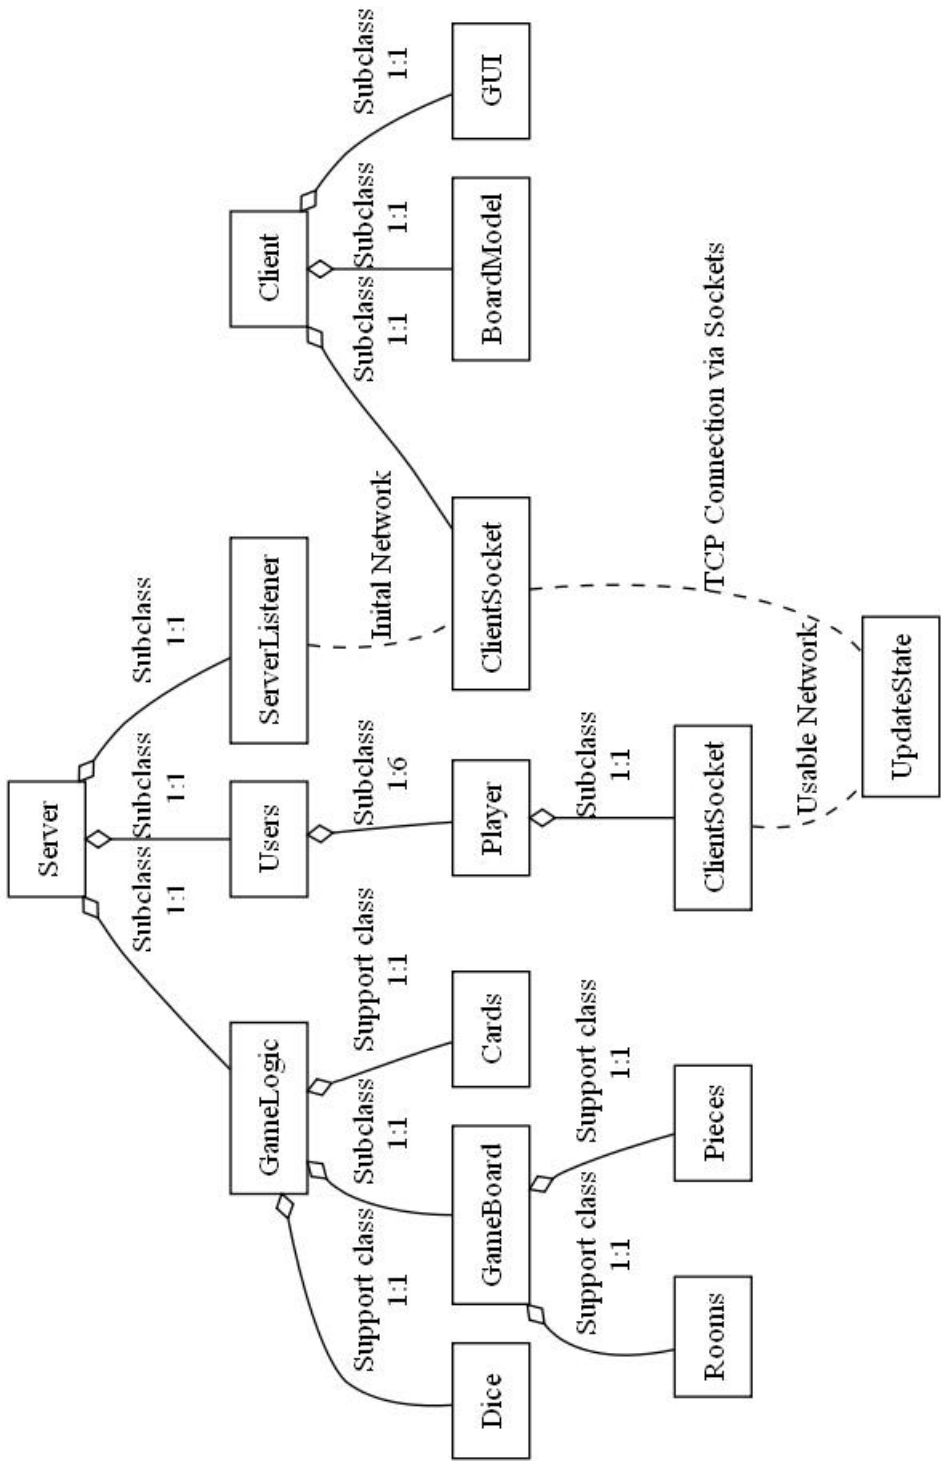 Server
Subclass
1:1
Subclass
1:1
Subclass
1:1
GameLogic
Users
ServerListener
Client
Support class
1:1
Subclass
1:1
Support class
1:1
Subclass
1:6
Inital Network
Subclass
1:1
Subclass
1:1
Subclass
1:1
Dice
GameBoard
Cards
Player
ClientSocket
BoardModel
GUI
Support class
1:1
Support class
1:1
Subclass
1:1
Rooms
Pieces
ClientSocket
TCP Connection via Sockets
Usable Network
UpdateState